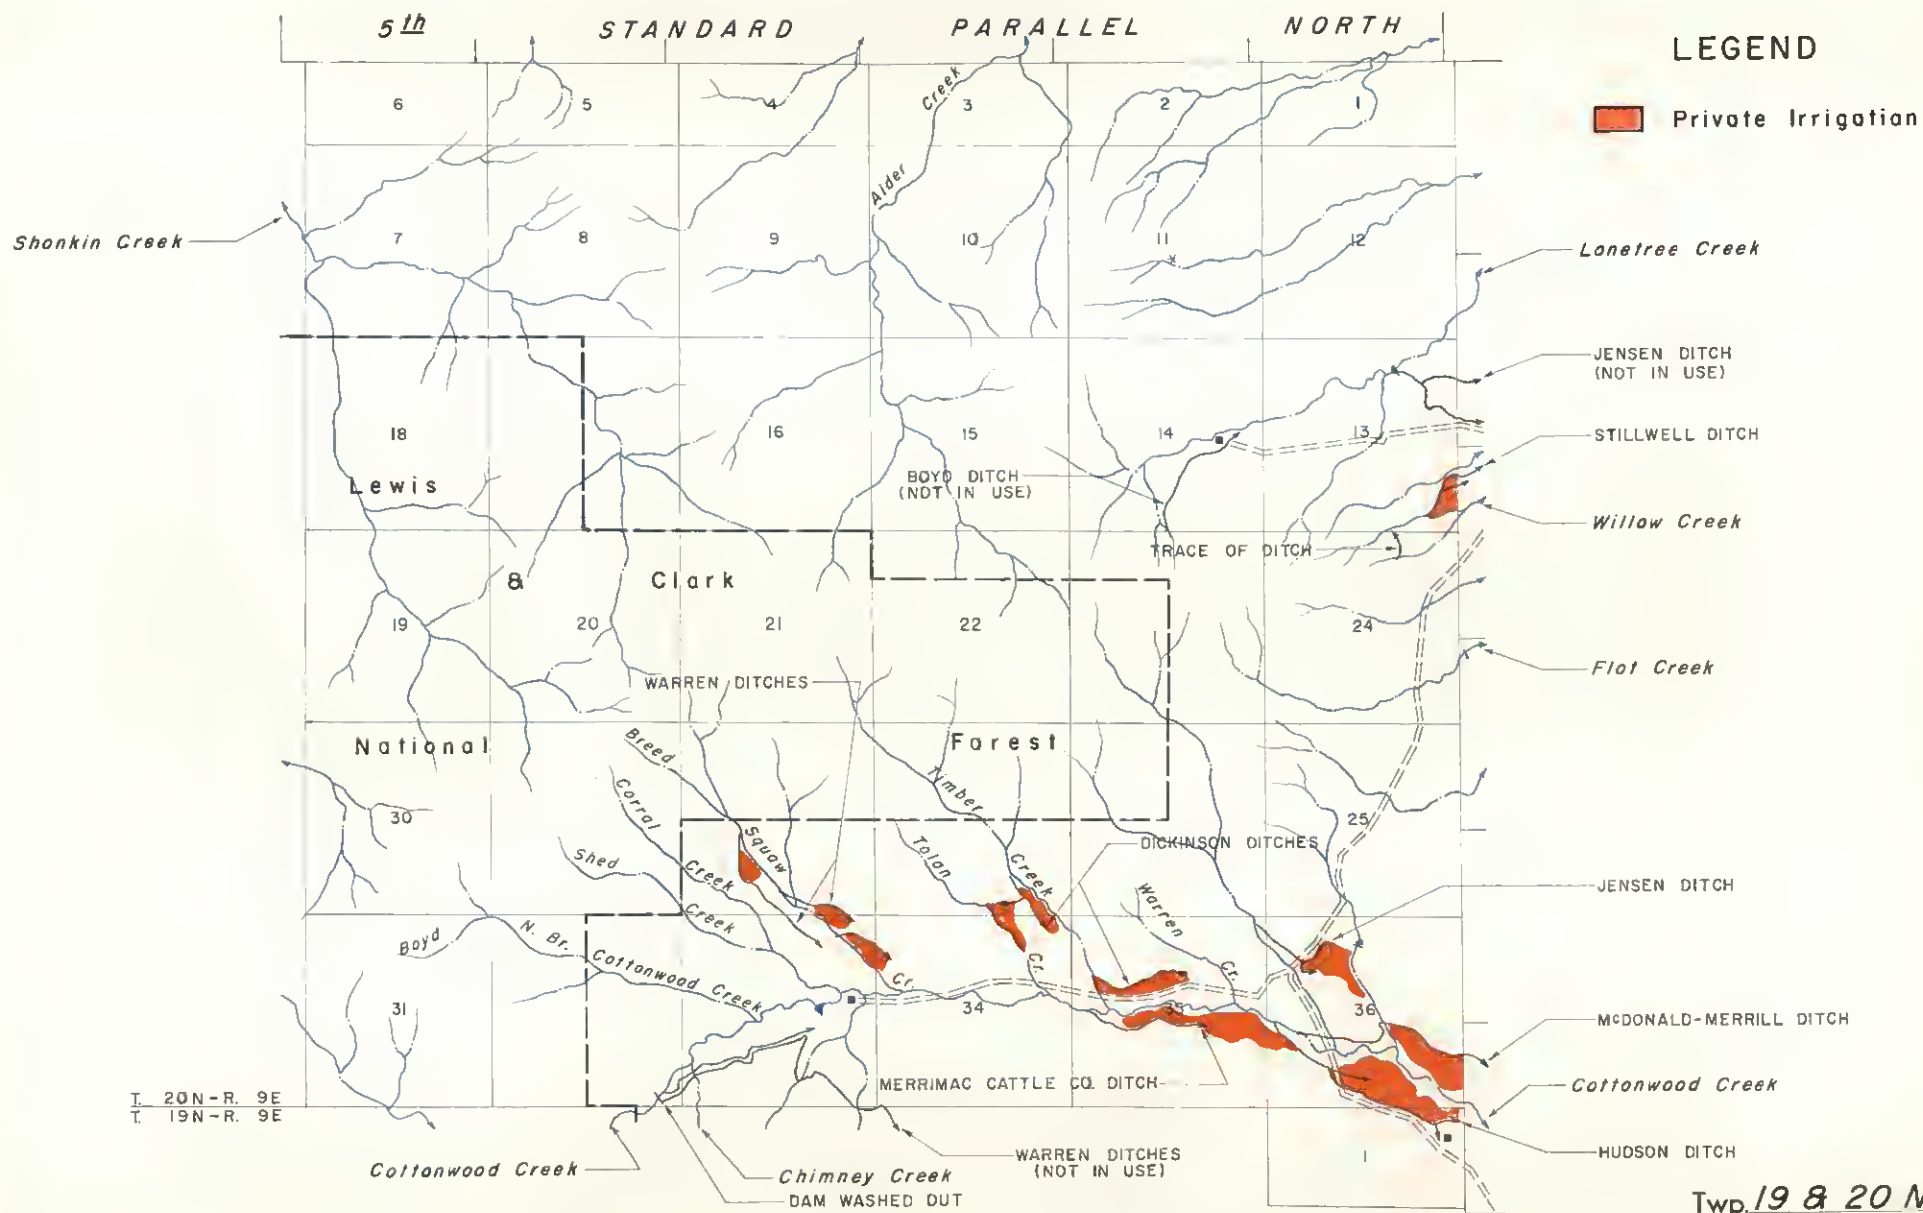 5th STANDARD PARALLEL NORTH
LEGEND
Private Irrigation
6
5
4
3
2
1
Alder Creek
Shonkin Creek
7
8
9
10
11
12
Lonetree Creek
JENSEN DITCH
(NOT IN USE)
18
16
15
14
13
STILLWELL DITCH
BOYD DITCH
(NOT IN USE)
Lewis
Willow Creek
TRACE OF DITCH
&
Clark
19
20
21
22
24
Flat Creek
WARREN DITCHES
National
Forest
Breed
Corral
Timber
30
25
Squaw
Tolan
Creek
DICKINSON DITCHES
Shed
Creek
Creek
Warren
JENSEN DITCH
Boyd
N. Br.
Cottonwood Creek
Cr.
Cr.
Cr.
31
34
35
36
McDONALD-MERRILL DITCH
MERRIMAC CATTLE CO. DITCH
Cottonwood Creek
T. 20N-R. 9E
T. 19N-R. 9E
HUDSON DITCH
WARREN DITCHES
(NOT IN USE)
1
Cottonwood Creek
Chimney Creek
DAM WASHED OUT
Twp. 19 & 20 N